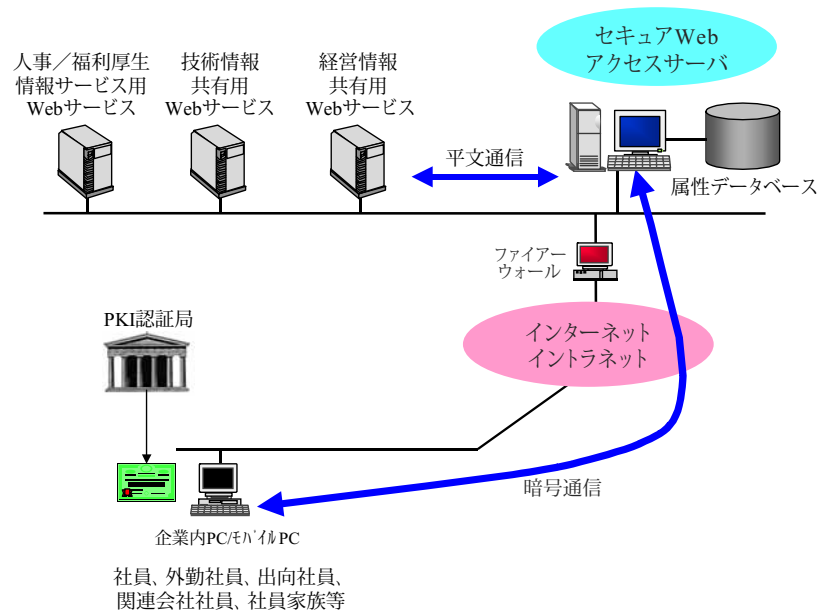 セキュアWeb
アクセスサーバ
人事／福利厚生
情報サービス用
Webサービス
技術情報
共有用
Webサービス
経営情報
共有用
Webサービス
平文通信
属性データベース
ファイアー
ウォール
インターネット
イントラネット
PKI認証局
暗号通信
企業内PC/ﾓﾊﾞｲﾙPC
社員、外勤社員、出向社員、
関連会社社員、社員家族等